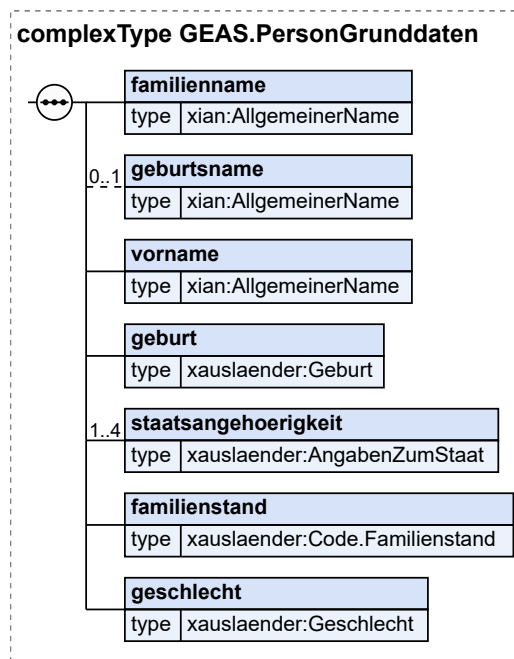 complexType GEAS.PersonGrunddaten
familienname
type xian:AllgemeinerName
0..1
geburtsname
type xian:AllgemeinerName
vorname
type xian:AllgemeinerName
geburt
type xauslaender:Geburt
1..4
staatsangehoerigkeit
type xauslaender:AngabenZumStaat
familienstand
type xauslaender:Code.Familienstand
geschlecht
type xauslaender:Geschlecht